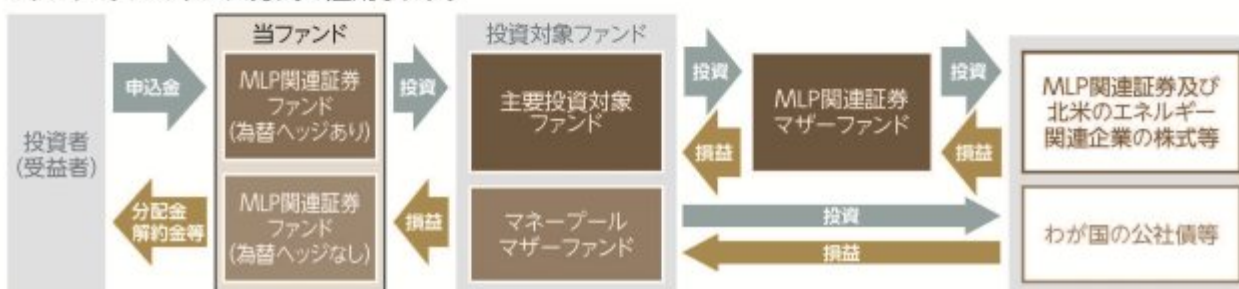 当ファンド
投資対象ファンド
投資者
(受益者)
申込金
分配金
解約金等
MLP関連証券
ファンド
(為替ヘッジあり)
MLP関連証券
ファンド
(為替ヘッジなし)
投資
損益
主要投資対象
ファンド
マネープール
マザーファンド
投資
損益
MLP関連証券
マザーファンド
投資
損益
投資
損益
MLP関連証券及び
北米のエネルギー
関連企業の株式等
わが国の公社債等